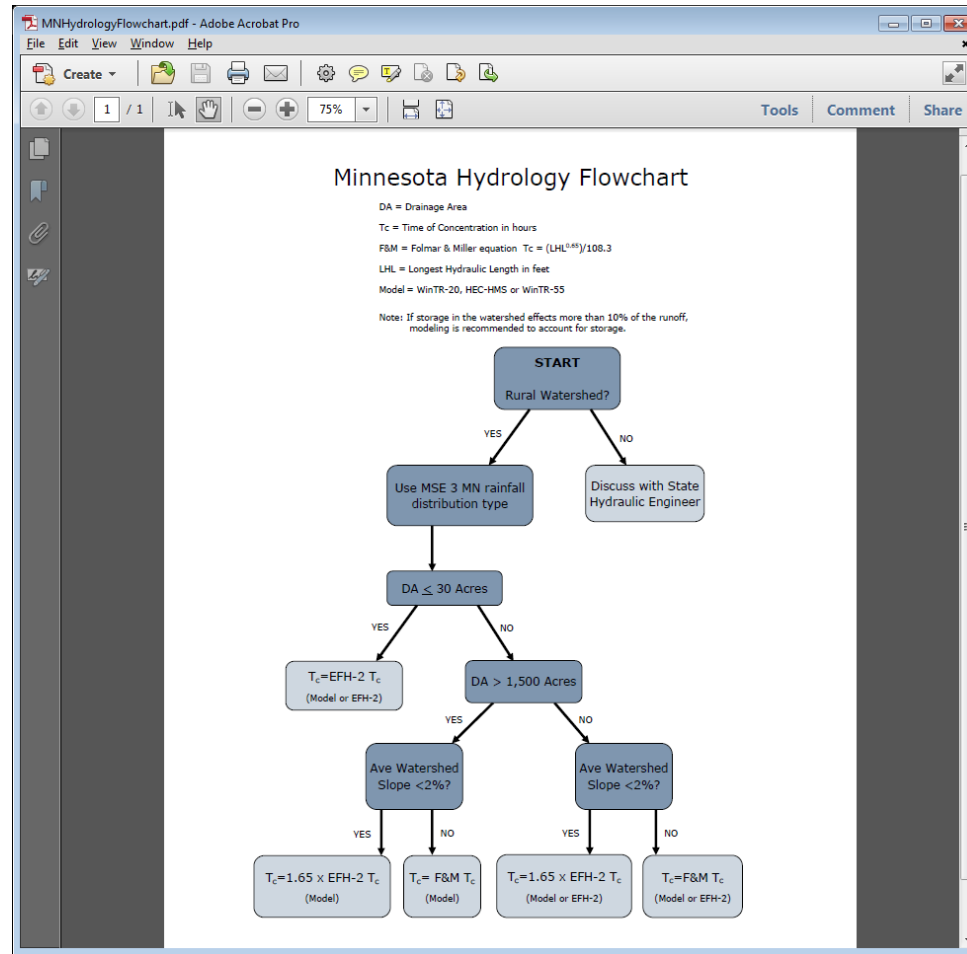 MNHydrologyFlowchart.pdf - Adobe Acrobat Pro
File Edit View Window Help
Create
1 / 1 75% Tools Comment Share
Minnesota Hydrology Flowchart
DA = Drainage Area
Tc = Time of Concentration in hours
F&M = Folmar & Miller equation Tc = (LHL^0.65)/108.3
LHL = Longest Hydraulic Length in feet
Model = WinTR-20, HEC-HMS or WinTR-55
Note: If storage in the watershed effects more than 10% of the runoff,
modeling is recommended to account for storage.
START
Rural Watershed?
YES
NO
Use MSE 3 MN rainfall
distribution type
Discuss with State
Hydraulic Engineer
DA ≤ 30 Acres
YES
NO
Tc=EFH-2 Tc
(Model or EFH-2)
DA > 1,500 Acres
YES
NO
Ave Watershed
Slope <2%?
Ave Watershed
Slope <2%?
YES
NO
YES
NO
Tc=1.65 x EFH-2 Tc
(Model)
Tc= F&M Tc
(Model)
Tc=1.65 x EFH-2 Tc
(Model or EFH-2)
Tc=F&M Tc
(Model or EFH-2)